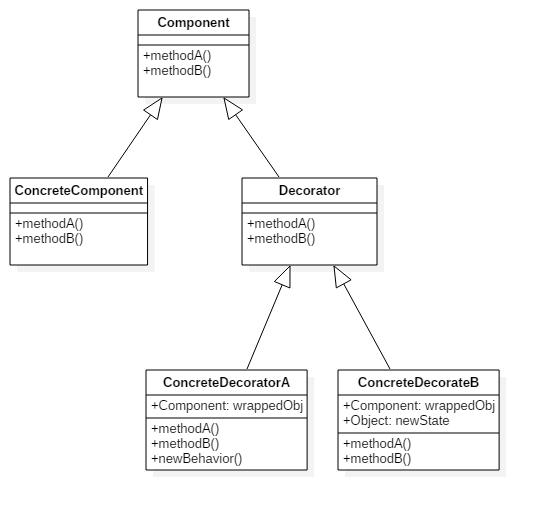 Component
+methodA()
+methodB()
ConcreteComponent
+methodA()
+methodB()
Decorator
+methodA()
+methodB()
ConcreteDecoratorA
+Component: wrappedObj
+methodA()
+methodB()
+newBehavior()
ConcreteDecorateB
+Component: wrappedObj
+Object: newState
+methodA()
+methodB()